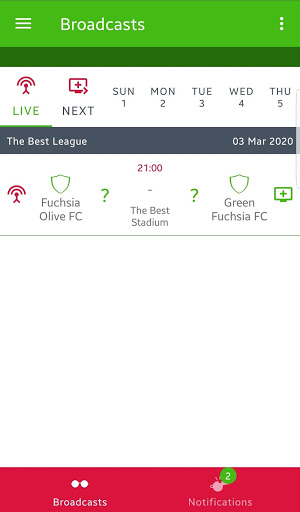 Broadcasts
LIVE
NEXT
SUN
1
MON
2
TUE
3
WED
4
THU
5
The Best League
03 Mar 2020
21:00
Fuchsia
Olive FC
?
-
?
Green
Fuchsia FC
The Best
Stadium
2
Broadcasts
Notifications